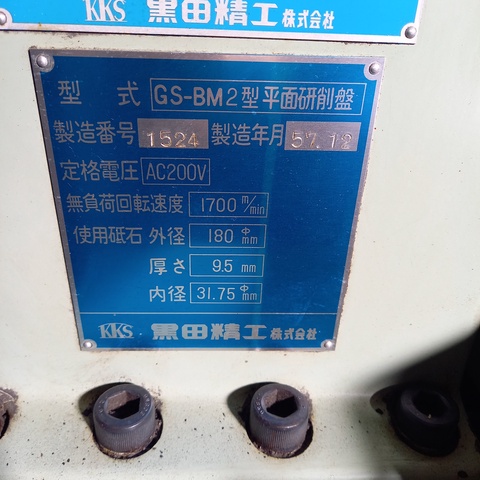 KKS 黒田精工株式会社
型式 GS-BM2型平面研削盤
製造番号 1524 製造年月 57.12
定格電圧 AC200V
無負荷回転速度 1700 m/min
使用砥石 外径 180 Φmm
厚さ 9.5 mm
内径 31.75 Φmm
KKS 黒田精工株式会社